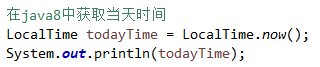 在java8中获取当天时间
LocalTime todayTime = LocalTime.now();
System.out.println(todayTime);